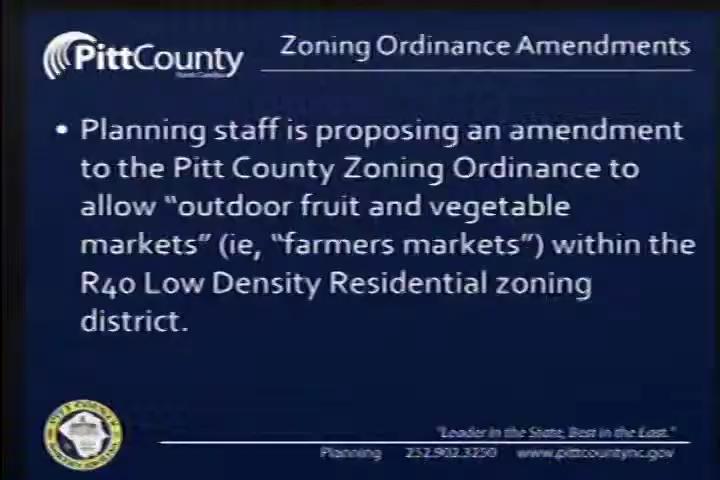 PittCounty
Zoning Ordinance Amendments
• Planning staff is proposing an amendment
to the Pitt County Zoning Ordinance to
allow “outdoor fruit and vegetable
markets” (ie, “farmers markets”) within the
R40 Low Density Residential zoning
district.
"Leader in the State, Best in the East."
Planning 252.902.3250 www.pittcountync.gov